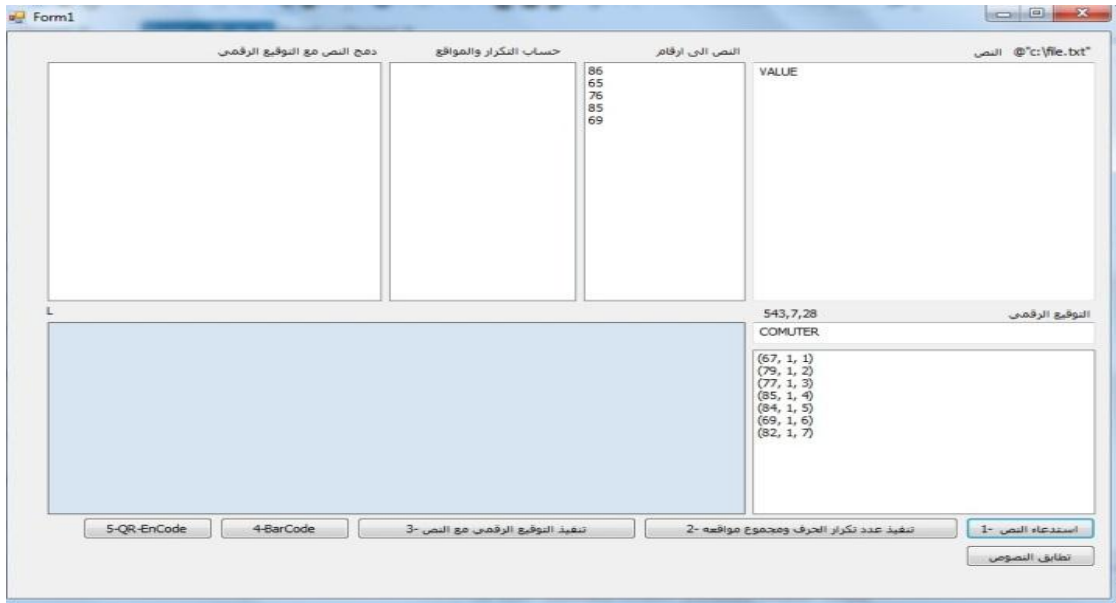 Form1
"c:\file.txt"@ النص
النص الى ارقام
حساب التكرار والمواقع
دمج النص مع التوقيع الرقمي
VALUE
86
65
76
85
69
التوقيع الرقمي
543,7,28
L
COMUTER
(67, 1, 1)
(79, 1, 2)
(77, 1, 3)
(85, 1, 4)
(84, 1, 5)
(69, 1, 6)
(82, 1, 7)
استدعاء النص -1
تنفيذ عدد تكرار الحرف ومجموع مواقعه -2
تنفيذ التوقيع الرقمي مع النص -3
4-BarCode
5-QR-EnCode
تطابق النصوص